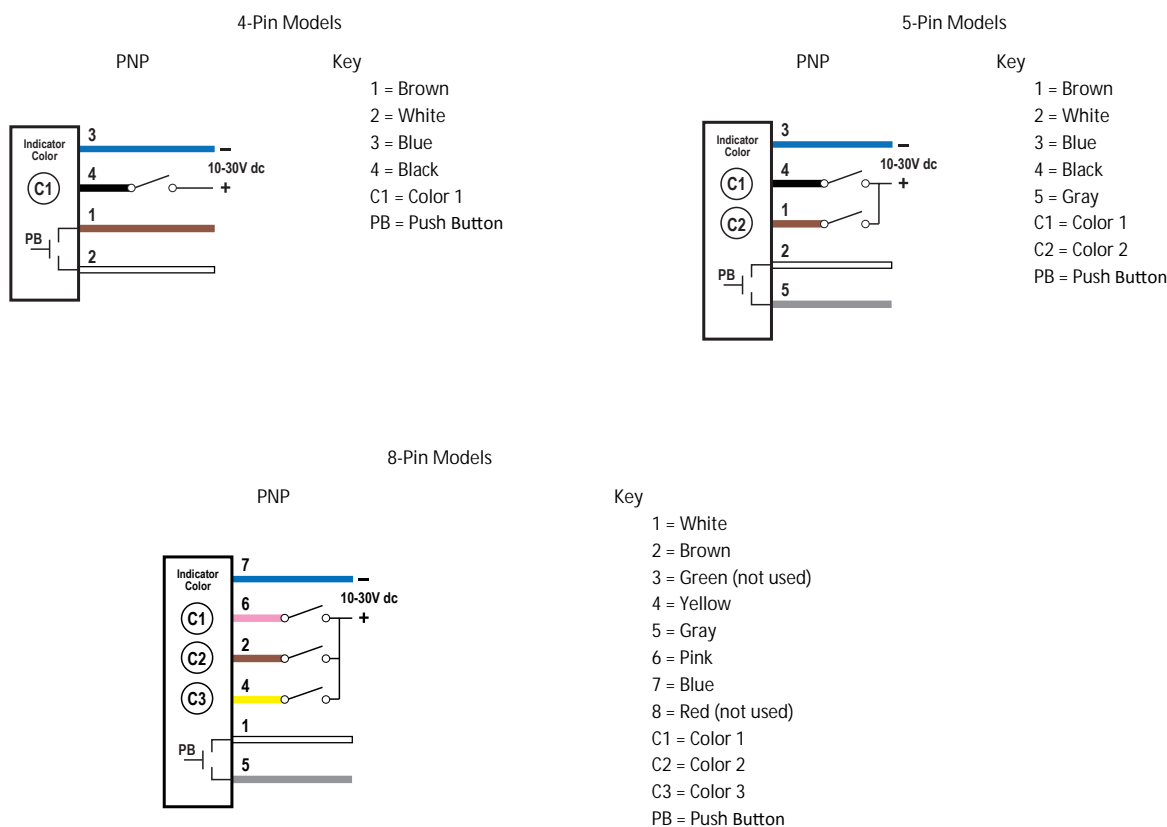 4-Pin Models
PNP
Key
1 = Brown
2 = White
3 = Blue
4 = Black
C1 = Color 1
PB = Push Button
Indicator
Color
C1
PB
3
4
1
2
–
10-30V dc
+
5-Pin Models
PNP
Key
1 = Brown
2 = White
3 = Blue
4 = Black
5 = Gray
C1 = Color 1
C2 = Color 2
PB = Push Button
Indicator
Color
C1
C2
PB
3
4
1
2
5
–
10-30V dc
+
8-Pin Models
PNP
Key
1 = White
2 = Brown
3 = Green (not used)
4 = Yellow
5 = Gray
6 = Pink
7 = Blue
8 = Red (not used)
C1 = Color 1
C2 = Color 2
C3 = Color 3
PB = Push Button
Indicator
Color
C1
C2
C3
PB
7
6
2
4
1
5
–
10-30V dc
+